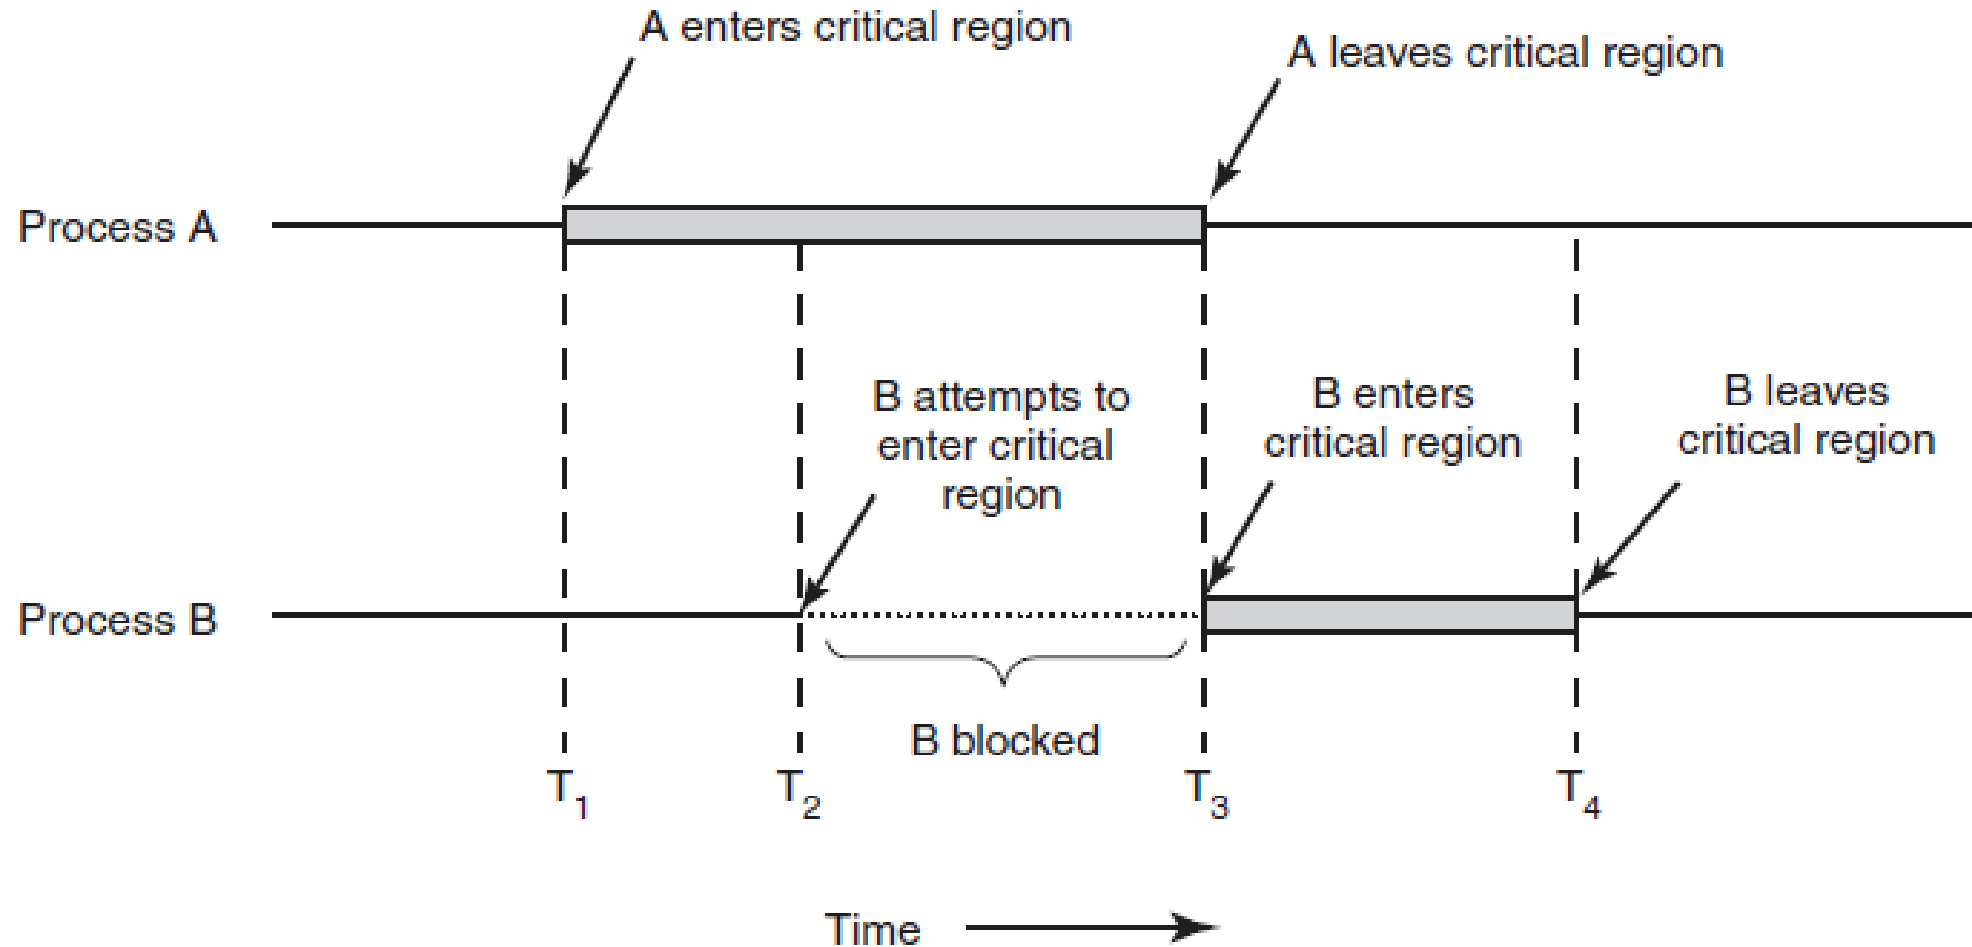 A enters critical region
A leaves critical region
Process A
B attempts to
enter critical
region
B enters
critical region
B leaves
critical region
Process B
B blocked
T1
T2
T3
T4
Time